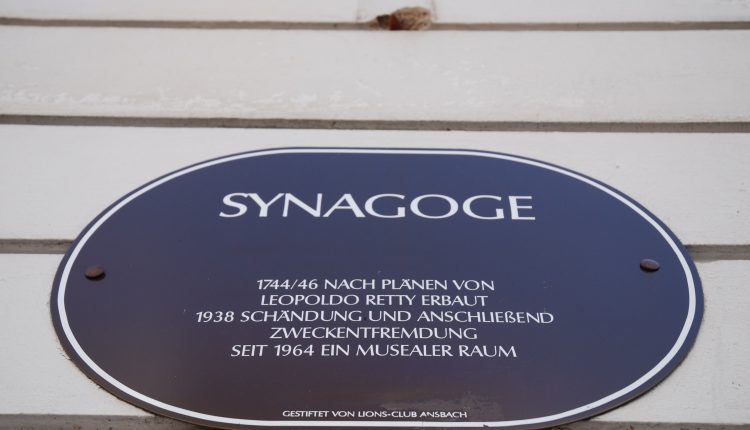 SYNAGOGE
1744/46 NACH PLÄNEN VON
LEOPOLDO RETTY ERBAUT
1938 SCHÄNDUNG UND ANSCHLIEßEND
ZWECKENTFREMDUNG
SEIT 1964 EIN MUSEALER RAUM
GESTIFTET VON LIONS-CLUB ANSBACH